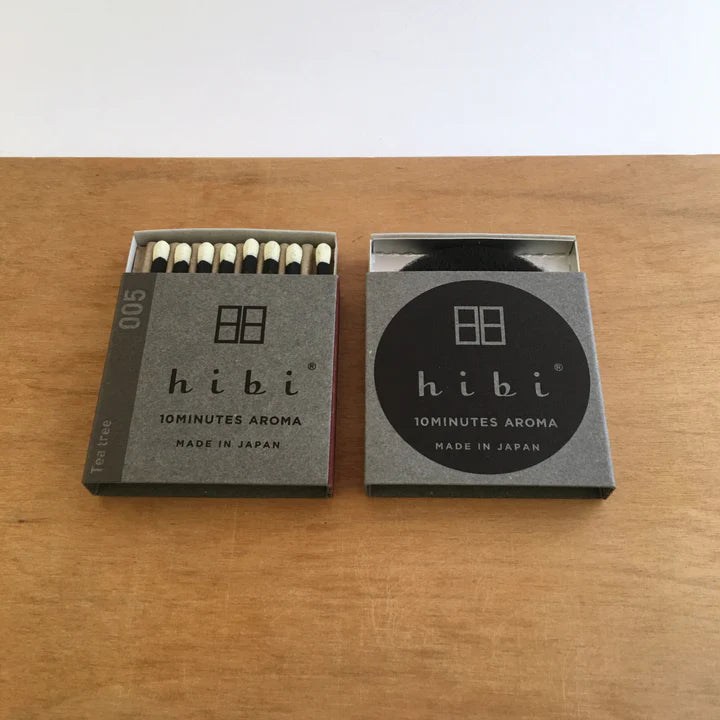 005
Tea tree
hibi®
10MINUTES AROMA
MADE IN JAPAN
hibi®
10MINUTES AROMA
MADE IN JAPAN